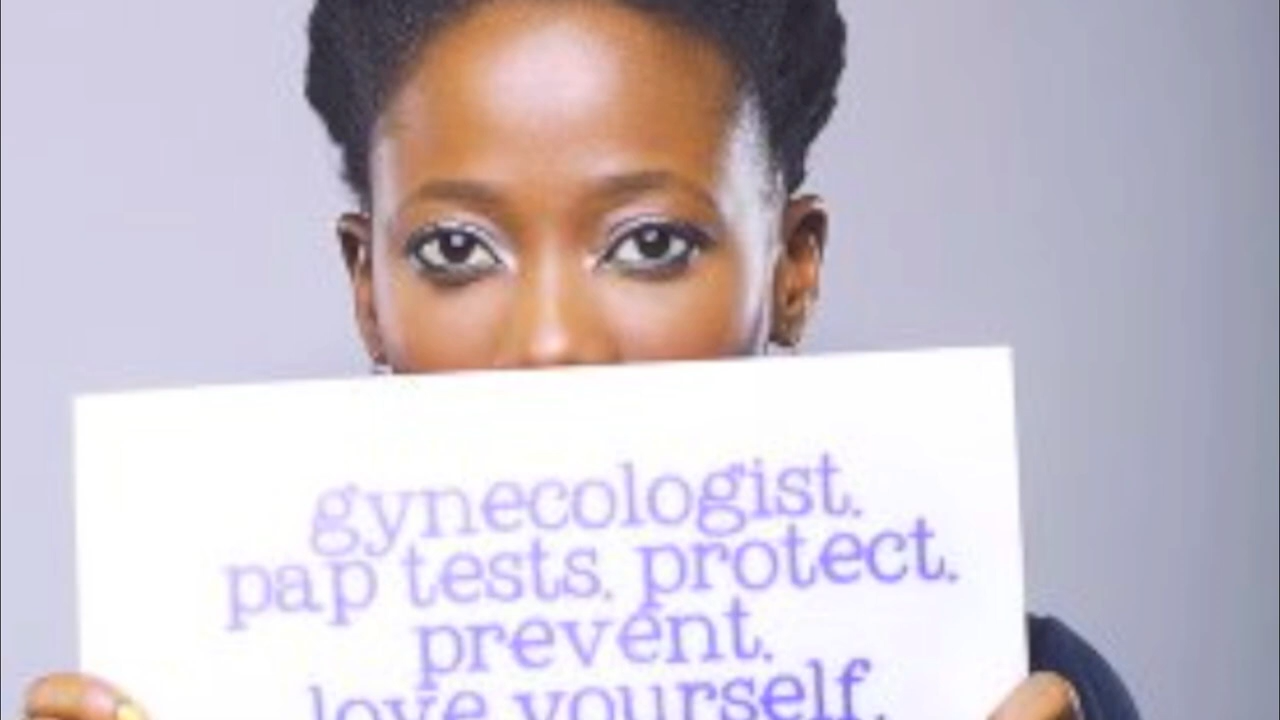 gynecologist.
pap tests. protect.
prevent.
love yourself.